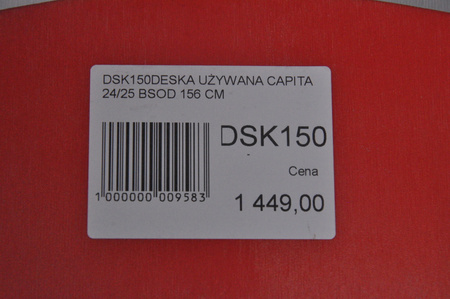 DSK150DESKA UŻYWANA CAPITA
24/25 BSOD 156 CM
DSK150
Cena
1 449,00
1 000000 009583